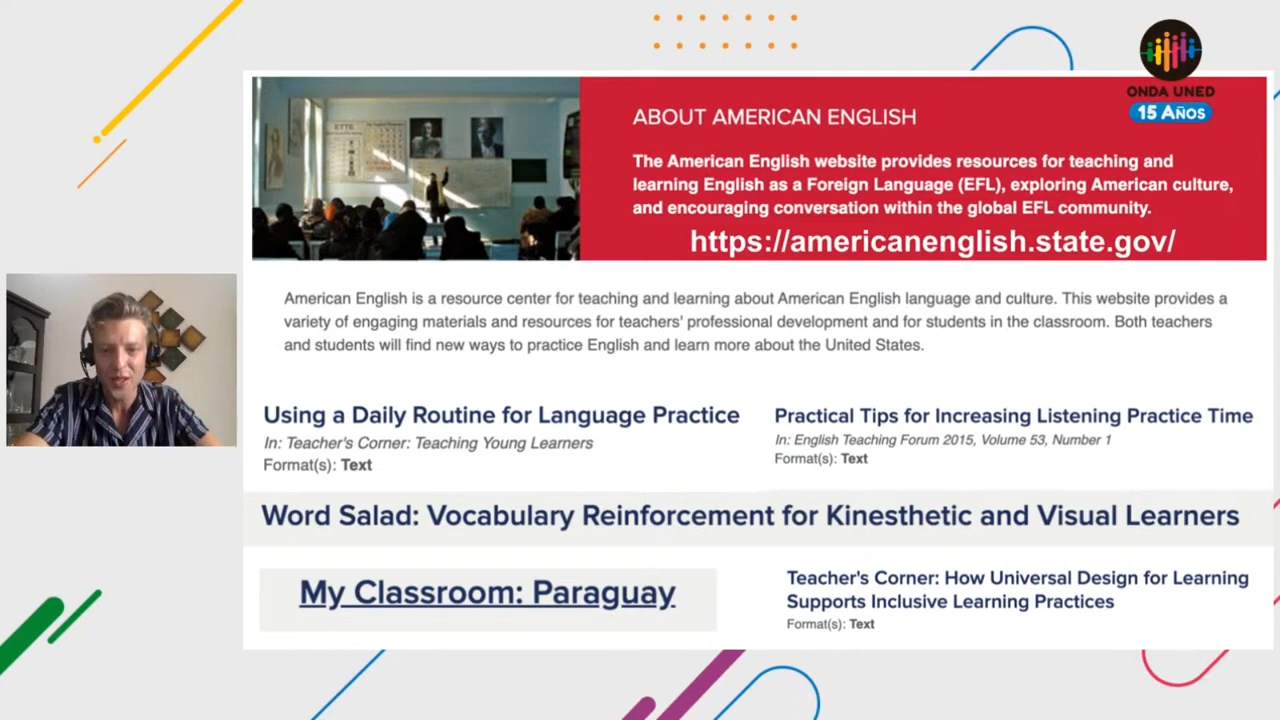 ONDA UNED
15 AÑOS
ABOUT AMERICAN ENGLISH
The American English website provides resources for teaching and
learning English as a Foreign Language (EFL), exploring American culture,
and encouraging conversation within the global EFL community.
https://americanenglish.state.gov/
American English is a resource center for teaching and learning about American English language and culture. This website provides a
variety of engaging materials and resources for teachers' professional development and for students in the classroom. Both teachers
and students will find new ways to practice English and learn more about the United States.
Using a Daily Routine for Language Practice
In: Teacher's Corner: Teaching Young Learners
Format(s): Text
Practical Tips for Increasing Listening Practice Time
In: English Teaching Forum 2015, Volume 53, Number 1
Format(s): Text
Word Salad: Vocabulary Reinforcement for Kinesthetic and Visual Learners
My Classroom: Paraguay
Teacher's Corner: How Universal Design for Learning
Supports Inclusive Learning Practices
Format(s): Text